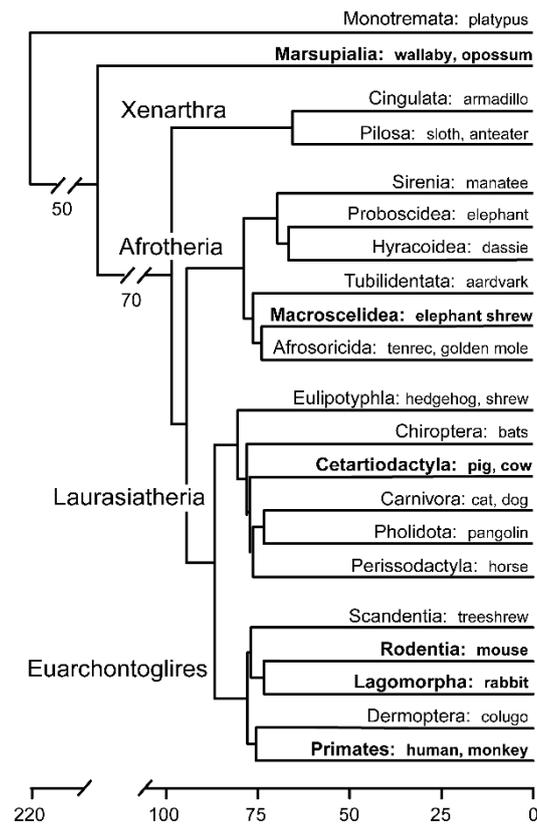 Monotremata: platypus
Marsupialia: wallaby, opossum
Xenarthra
Cingulata: armadillo
Pilosa: sloth, anteater
Sirenia: manatee
50
Proboscidea: elephant
Afrotheria
Hyracoidea: dassie
70
Tubilidentata: aardvark
Macroscelidea: elephant shrew
Afrosoricida: tenrec, golden mole
Eulipotyphla: hedgehog, shrew
Chiroptera: bats
Cetartiodactyla: pig, cow
Laurasiatheria
Carnivora: cat, dog
Pholidota: pangolin
Perissodactyla: horse
Scandentia: treeshrew
Rodentia: mouse
Euarchontoglires
Lagomorpha: rabbit
Dermoptera: colugo
Primates: human, monkey
220 100 75 50 25 0